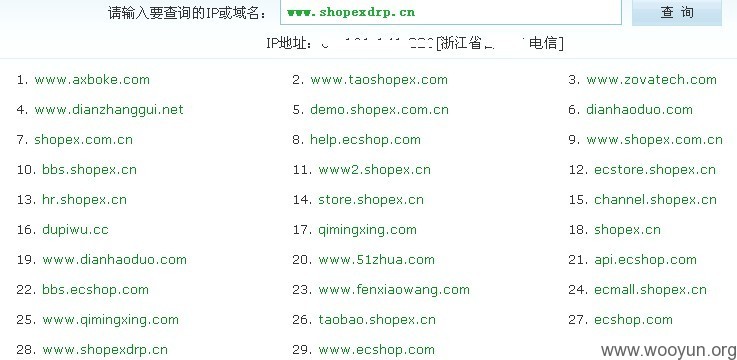 请输入要查询的IP或域名： www.shopexdrp.cn 查 询
IP地址： [浙江省 电信]
1. www.axboke.com 2. www.taoshopex.com 3. www.zovatech.com
4. www.dianzhanggui.net 5. demo.shopex.com.cn 6. dianhaoduo.com
7. shopex.com.cn 8. help.ecshop.com 9. www.shopex.com.cn
10. bbs.shopex.cn 11. www2.shopex.cn 12. ecstore.shopex.cn
13. hr.shopex.cn 14. store.shopex.cn 15. channel.shopex.cn
16. dupiwu.cc 17. qimingxing.com 18. shopex.cn
19. www.dianhaoduo.com 20. www.51zhua.com 21. api.ecshop.com
22. bbs.ecshop.com 23. www.fenxiaowang.com 24. ecmall.shopex.cn
25. www.qimingxing.com 26. taobao.shopex.cn 27. ecshop.com
28. www.shopexdrp.cn 29. www.ecshop.com
www.wooyun.org